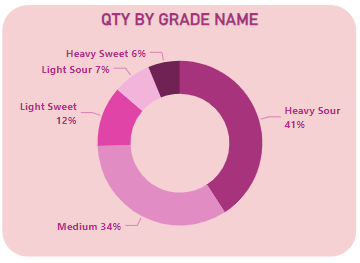 QTY BY GRADE NAME
Heavy Sweet 6%
Light Sour 7%
Light Sweet
12%
Heavy Sour
41%
Medium 34%